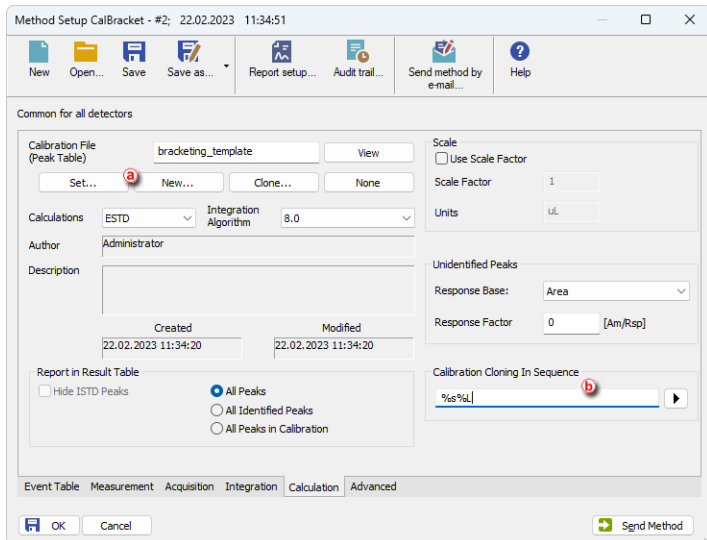 Method Setup CalBracket - #2; 22.02.2023 11:34:51
New Open... Save Save as... Report setup... Audit trail... Send method by e-mail... Help
Common for all detectors
Calibration File (Peak Table) bracketing_template View
Set... a New... Clone... None
Calculations ESTD Integration Algorithm 8.0
Author Administrator
Description
Created Modified
22.02.2023 11:34:20 22.02.2023 11:34:20
Report in Result Table
Hide ISTD Peaks All Peaks
All Identified Peaks
All Peaks in Calibration
Scale
Use Scale Factor
Scale Factor 1
Units uL
Unidentified Peaks
Response Base: Area
Response Factor 0 [Am/Rsp]
Calibration Cloning In Sequence
b
%s%L
Event Table Measurement Acquisition Integration Calculation Advanced
OK Cancel Send Method